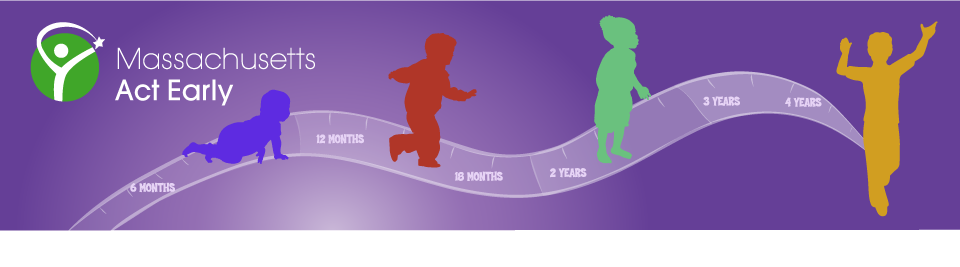 Massachusetts
Act Early
6 MONTHS
12 MONTHS
18 MONTHS
2 YEARS
3 YEARS
4 YEARS